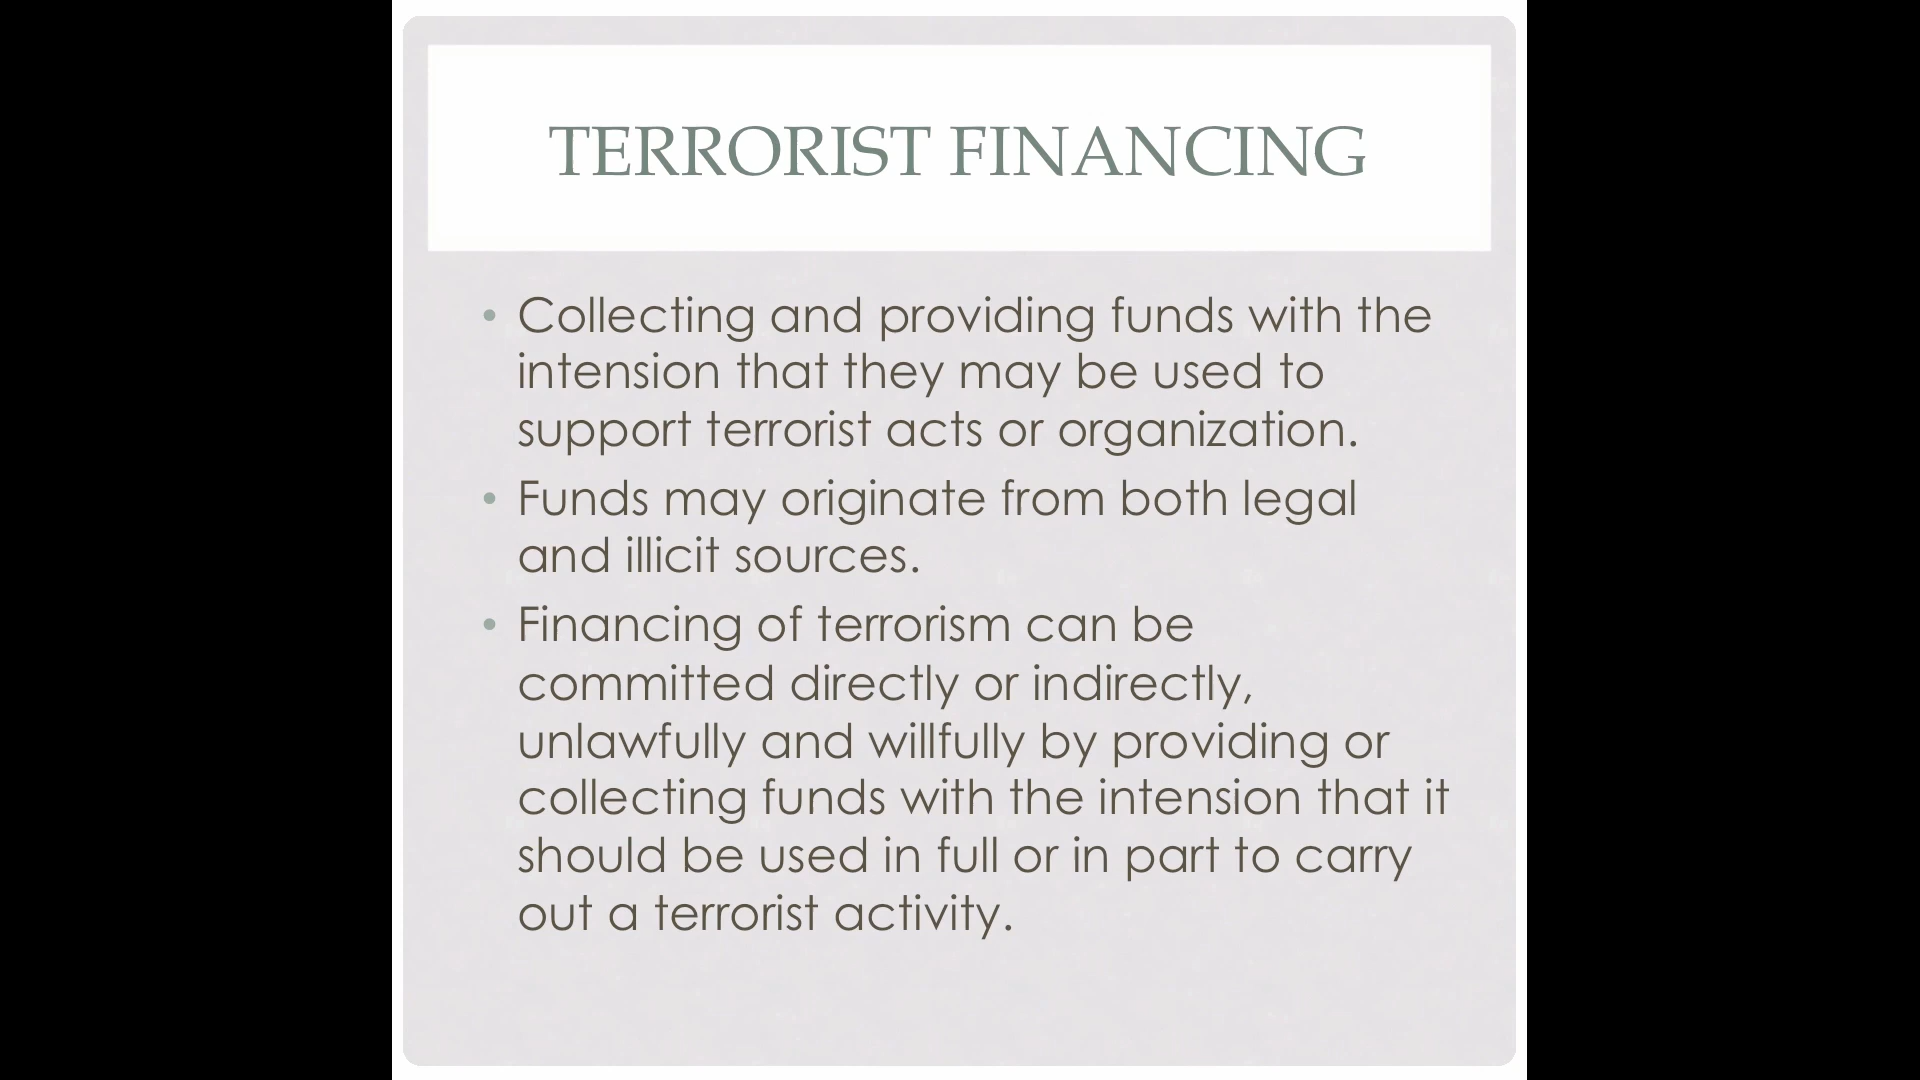 TERRORIST FINANCING
• Collecting and providing funds with the
intension that they may be used to
support terrorist acts or organization.
• Funds may originate from both legal
and illicit sources.
• Financing of terrorism can be
committed directly or indirectly,
unlawfully and willfully by providing or
collecting funds with the intension that it
should be used in full or in part to carry
out a terrorist activity.